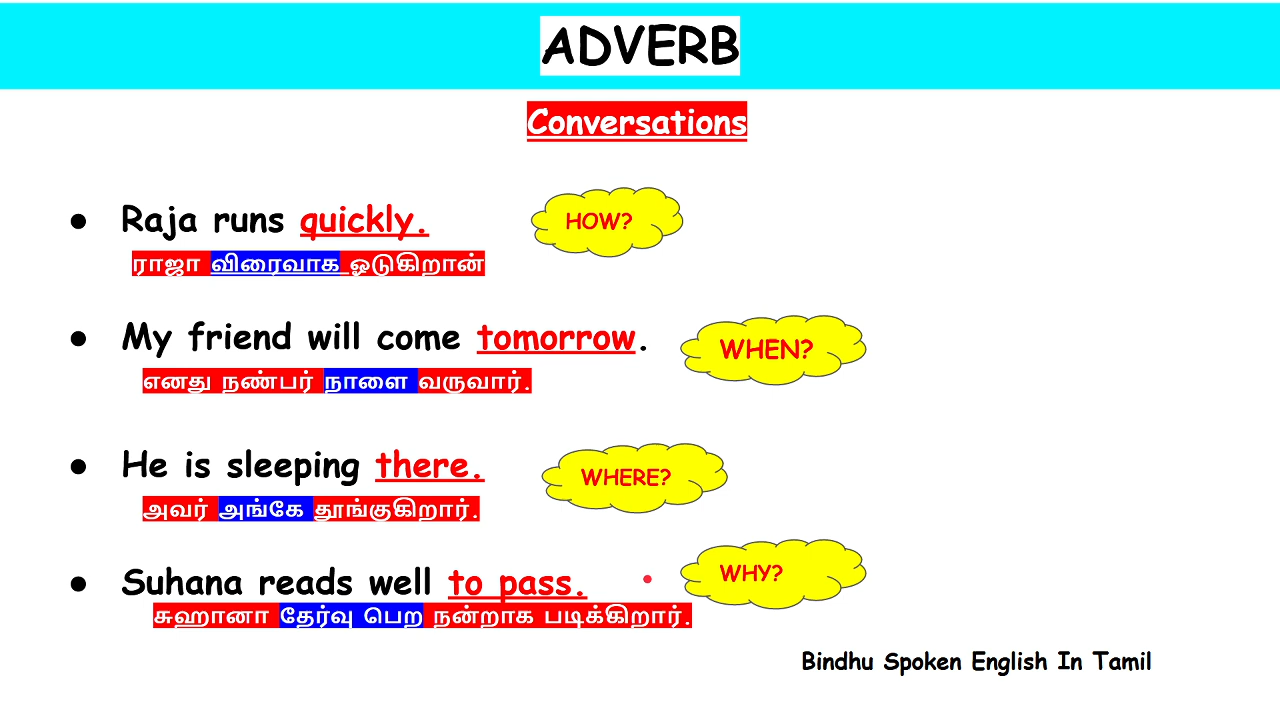 ADVERB
Conversations
● Raja runs quickly.
HOW?
ராஜா விரைவாக ஓடுகிறான்
● My friend will come tomorrow.
WHEN?
எனது நண்பர் நாளை வருவார்.
● He is sleeping there.
WHERE?
அவர் அங்கே தூங்குகிறார்.
● Suhana reads well to pass.
WHY?
சுஹானா தேர்வு பெற நன்றாக படிக்கிறார்.
Bindhu Spoken English In Tamil